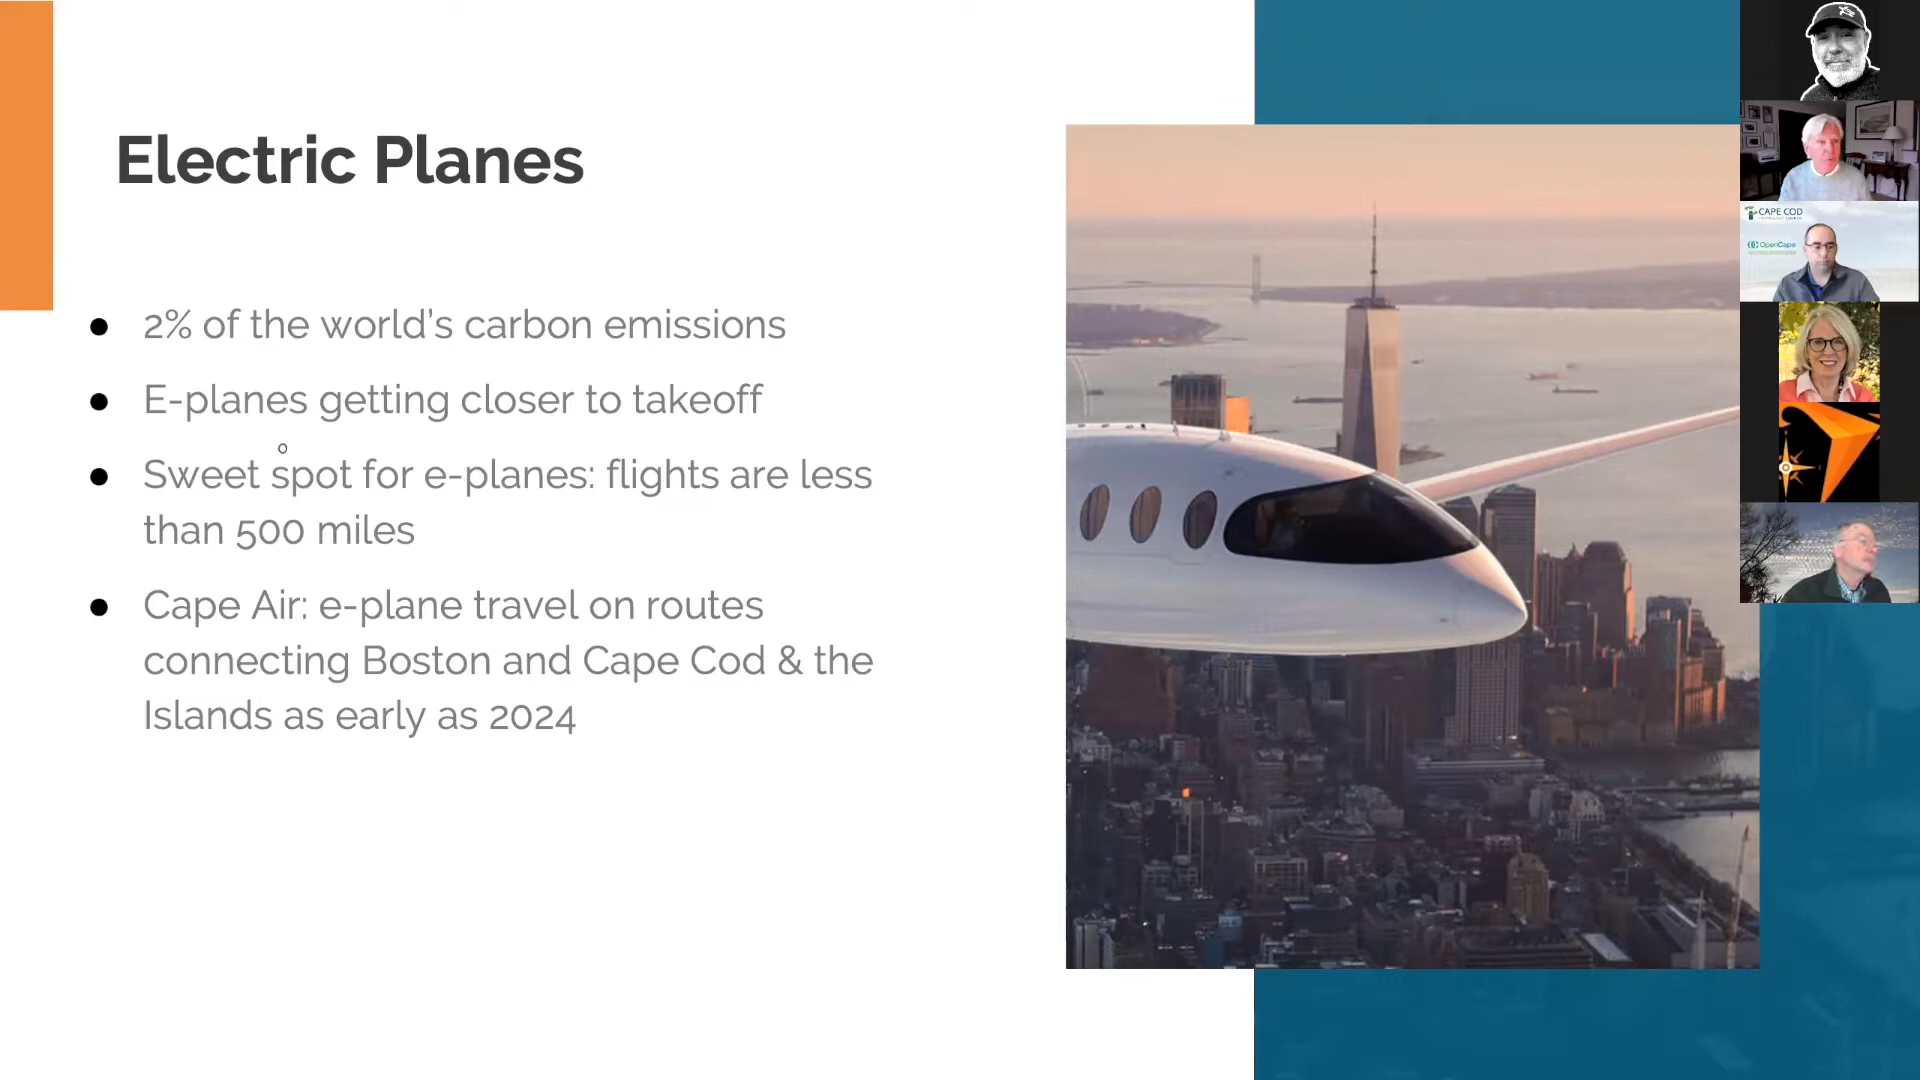 Electric Planes
● 2% of the world's carbon emissions
● E-planes getting closer to takeoff
● Sweet spot for e-planes: flights are less
than 500 miles
● Cape Air: e-plane travel on routes
connecting Boston and Cape Cod & the
Islands as early as 2024
CAPE COD
OpenCape